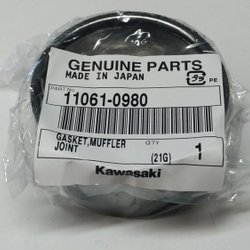 GENUINE PARTS
MADE IN JAPAN
PE
PART No.
11061-0980
GASKET,MUFFLER QTY
JOINT (21G) 1
Kawasaki